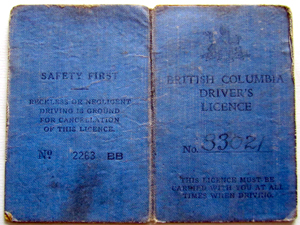 SAFETY FIRST
RECKLESS OR NEGLIGENT
DRIVING IS GROUND
FOR CANCELLATION
OF THIS LICENCE.
No 2263 BB
BRITISH COLUMBIA
DRIVER'S
LICENCE
No. 33021
THIS LICENCE MUST BE
CARRIED WITH YOU AT ALL
TIMES WHEN DRIVING.